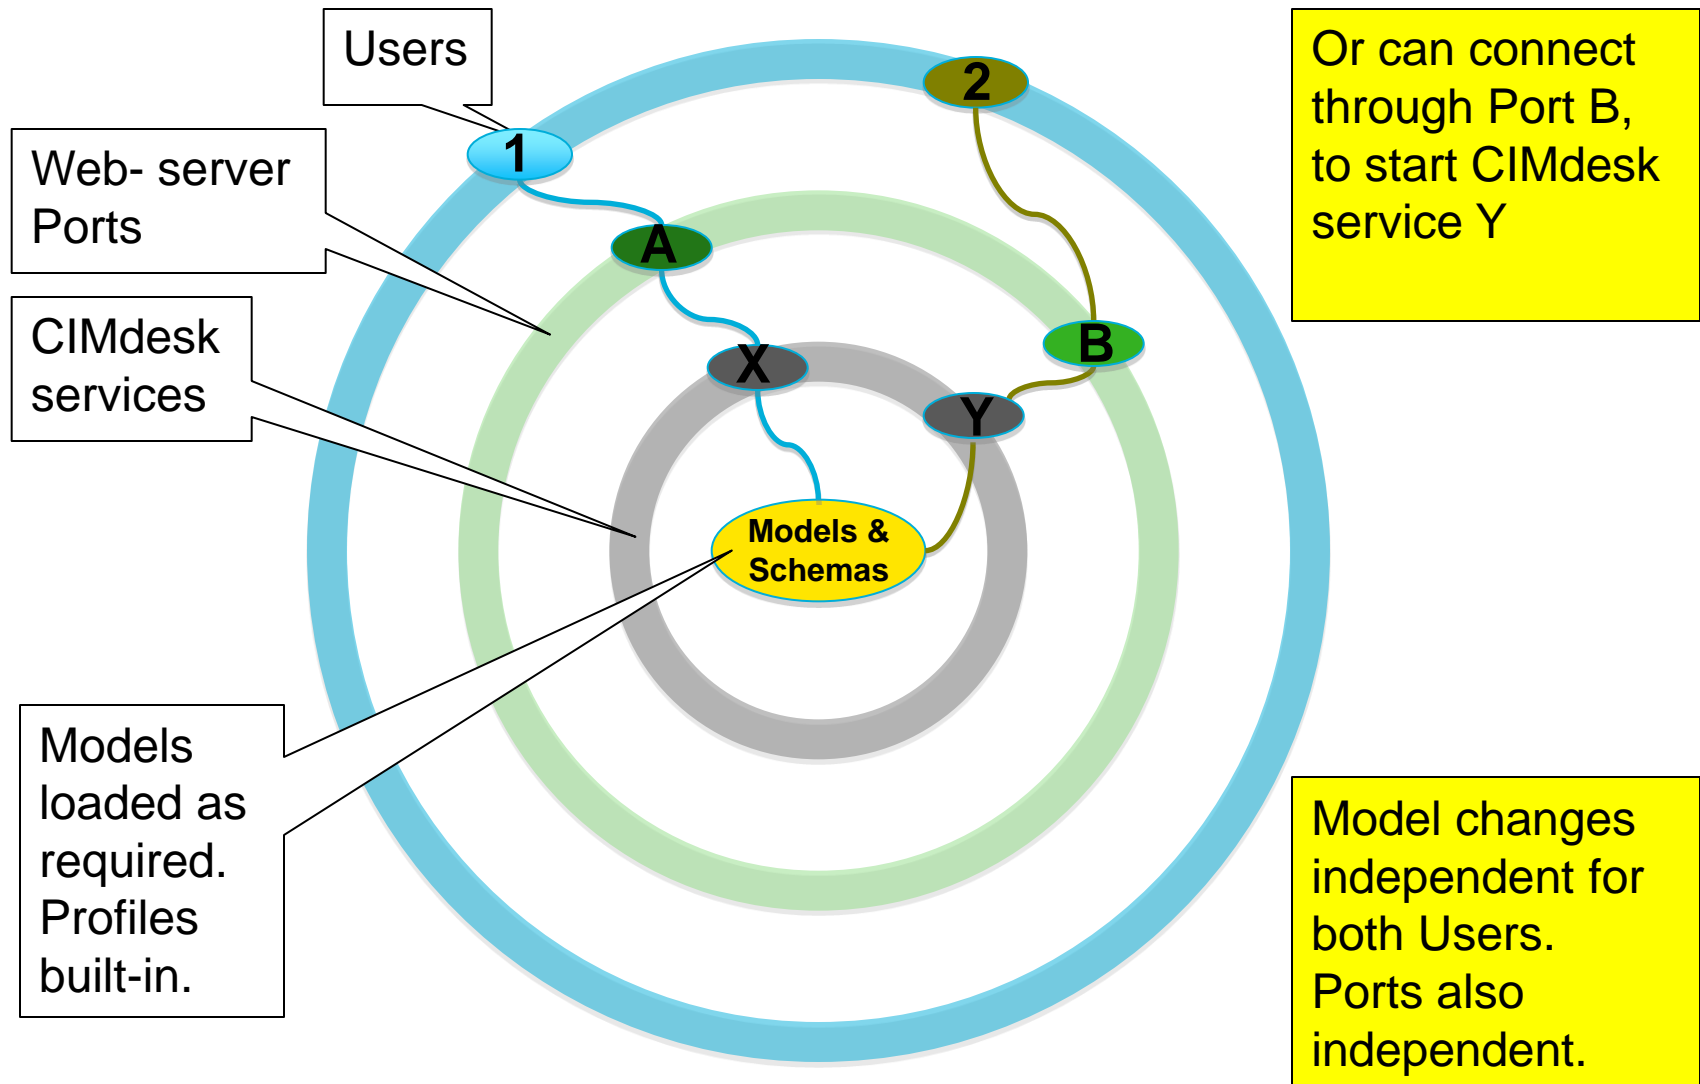 Users
1
2
Web- server
Ports
A
CIMdesk
services
X
B
Y
Models &
Schemas
Models
loaded as
required.
Profiles
built-in.
Or can connect
through Port B,
to start CIMdesk
service Y
Model changes
independent for
both Users.
Ports also
independent.